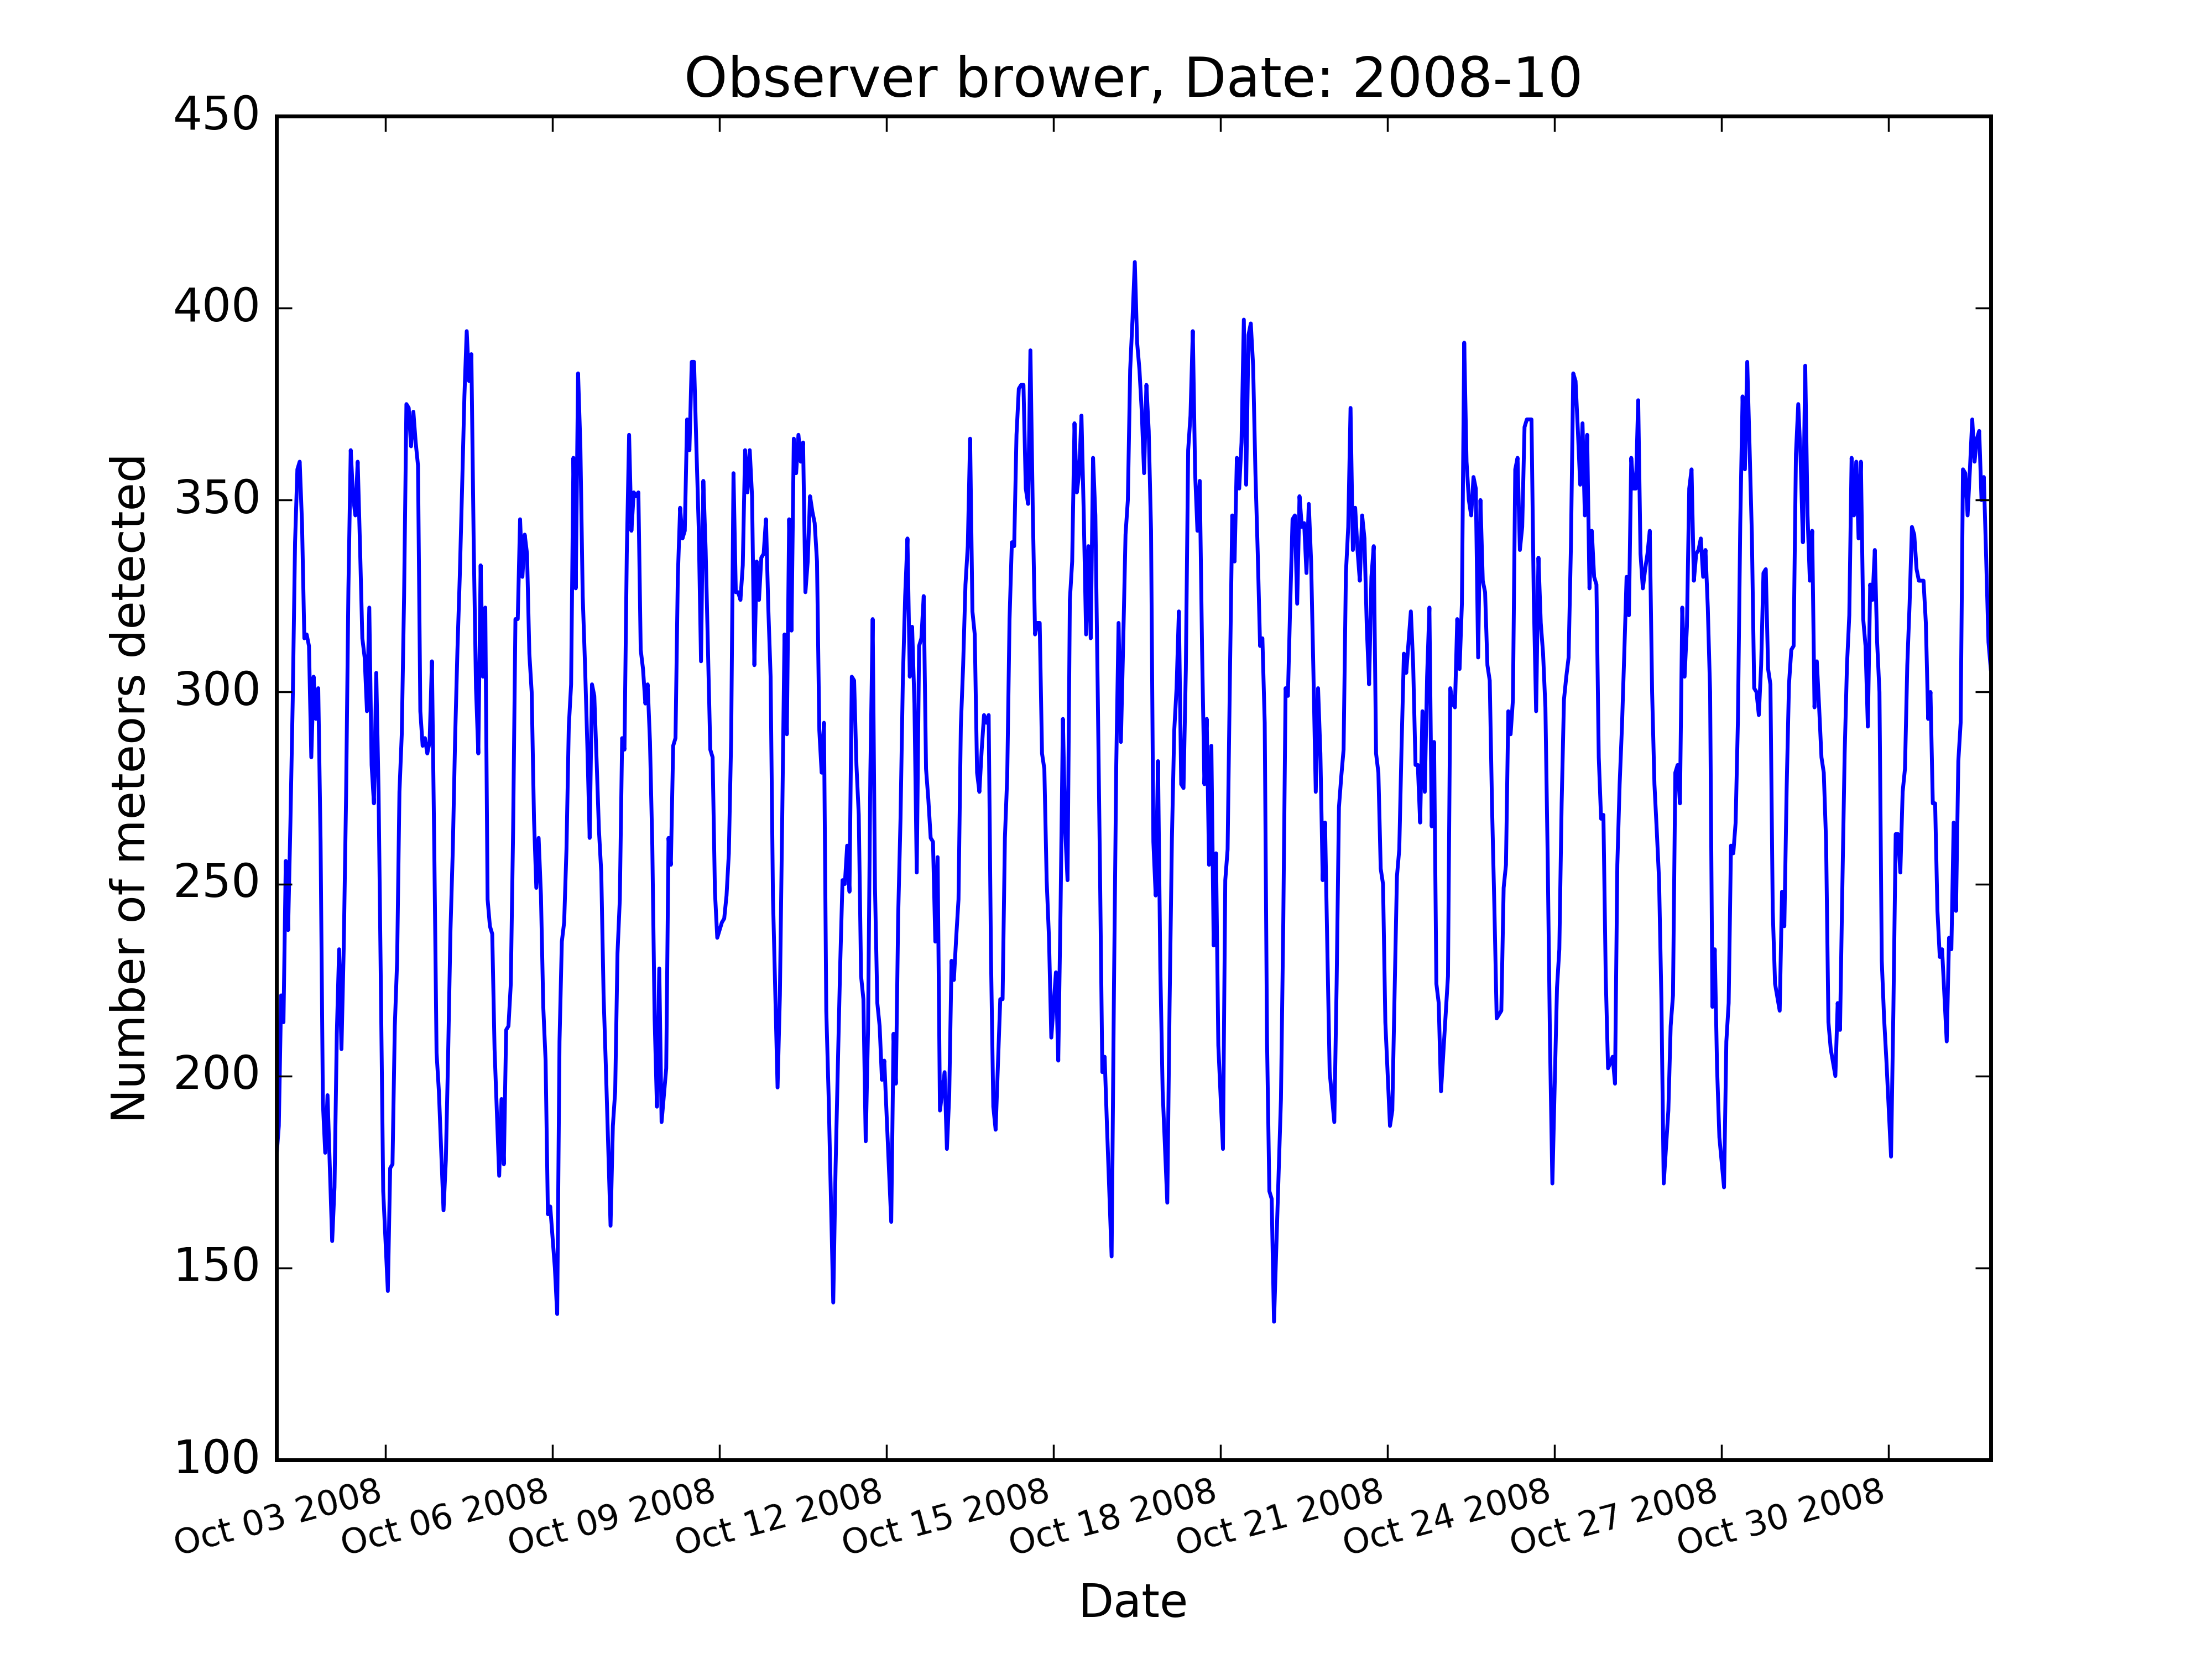 Observer brower, Date: 2008-10
450
400
350
300
250
200
150
100
Number of meteors detected
Oct 03 2008
Oct 06 2008
Oct 09 2008
Oct 12 2008
Oct 15 2008
Oct 18 2008
Oct 21 2008
Oct 24 2008
Oct 27 2008
Oct 30 2008
Date